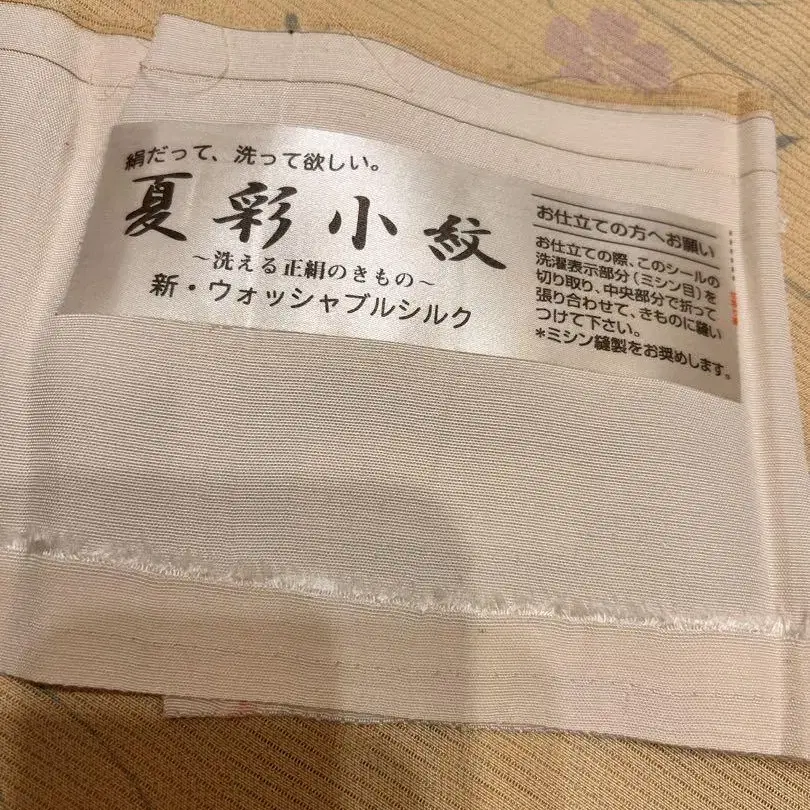 絹だって、洗って欲しい。
夏彩小紋
~洗える正絹のきもの~
新・ウォッシャブルシルク
お仕立ての方へお願い
お仕立ての際、このシールの
洗濯表示部分(ミシン目)を
切り取り、中央部分で折って
張り合わせて、きものに縫い
つけて下さい。
*ミシン縫製をお奨めします。